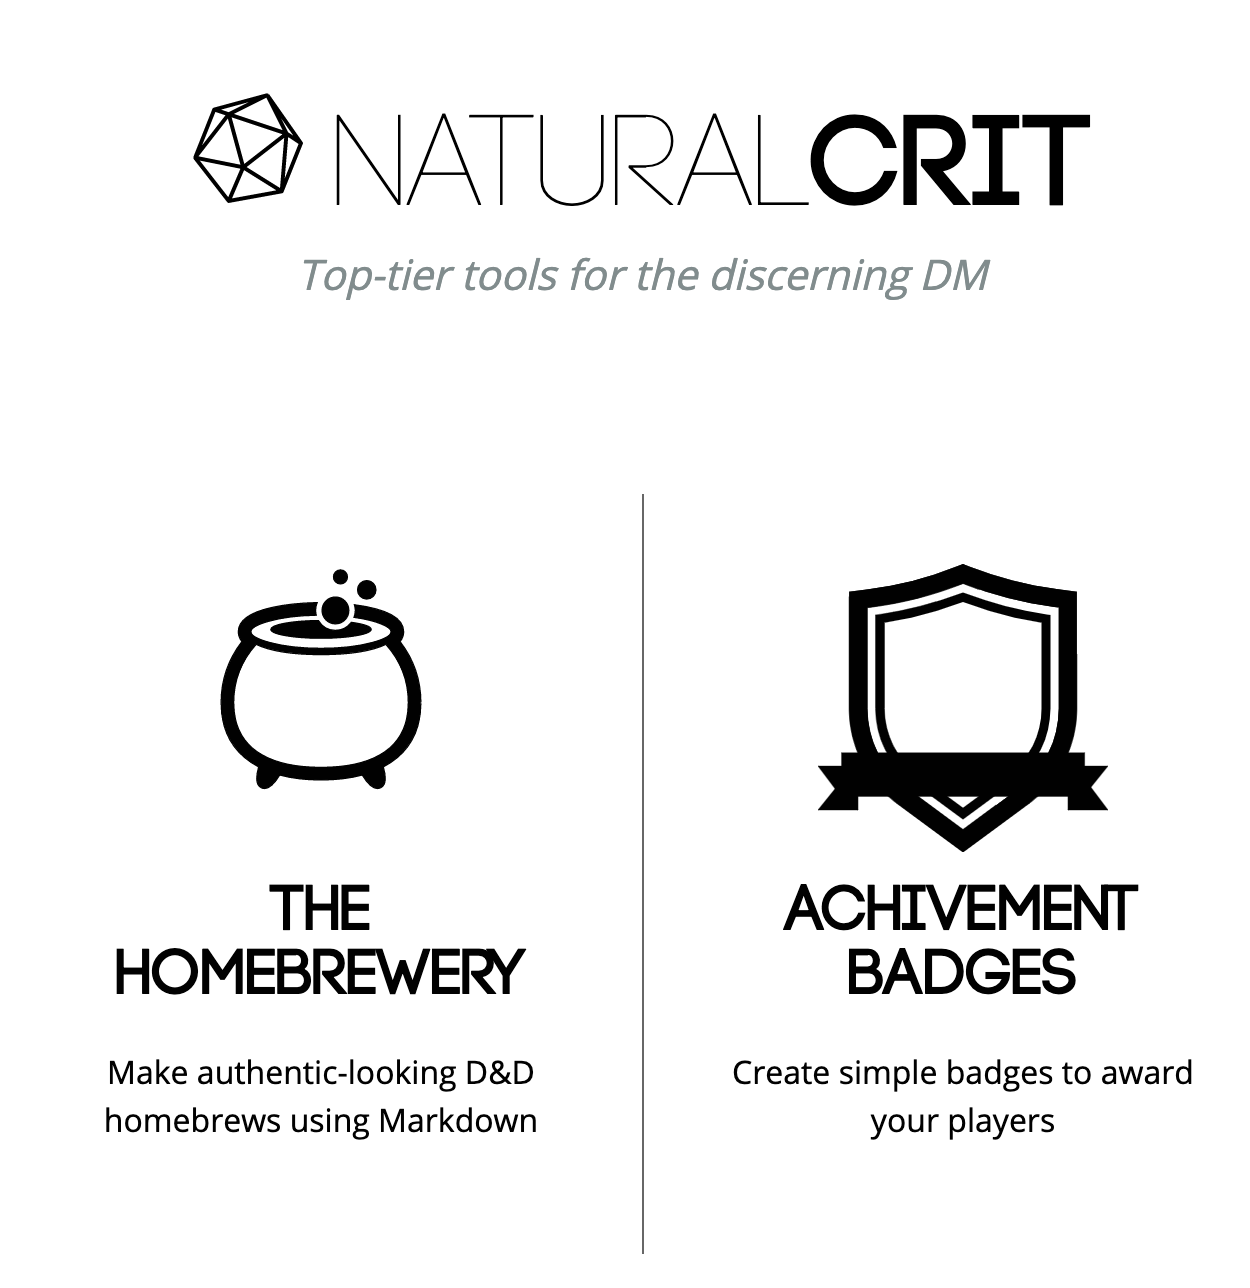 NATURALCRIT
Top-tier tools for the discerning DM
THE
HOMEBREWERY
Make authentic-looking D&D
homebrews using Markdown
ACHIVEMENT
BADGES
Create simple badges to award
your players